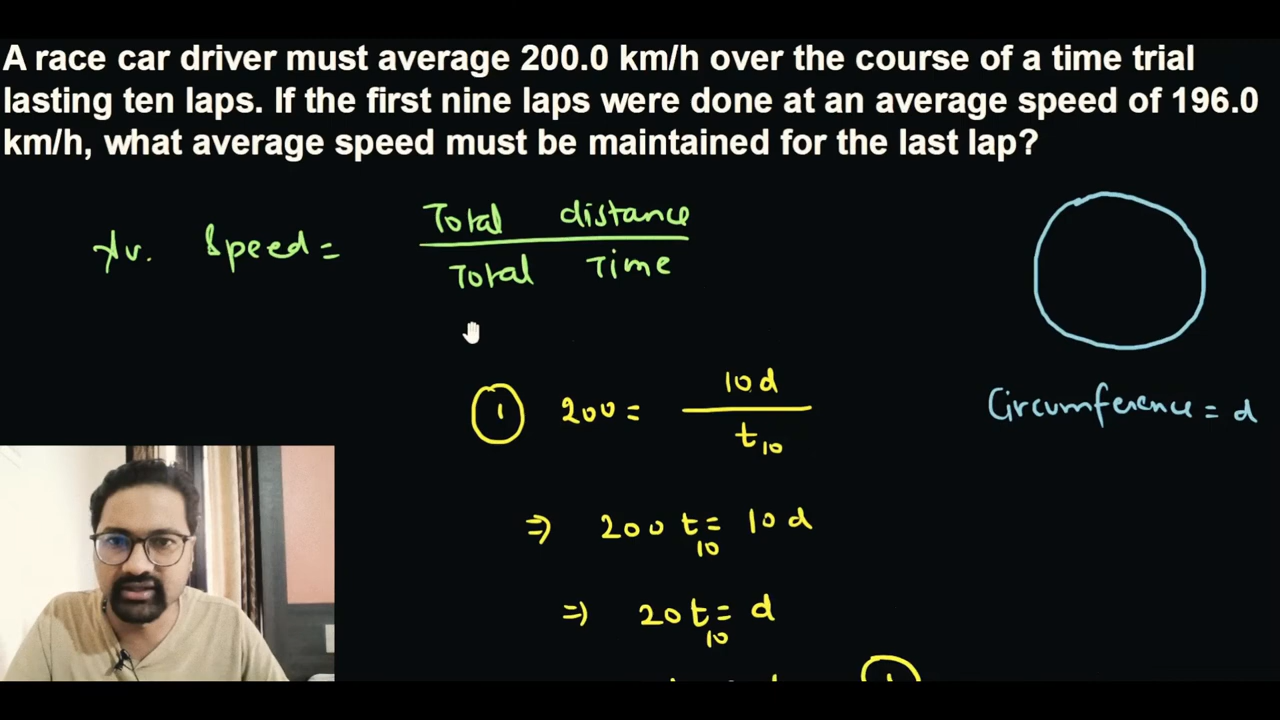 A race car driver must average 200.0 km/h over the course of a time trial
lasting ten laps. If the first nine laps were done at an average speed of 196.0
km/h, what average speed must be maintained for the last lap?
Av. Speed = Total distance / Total Time
① 200 = 10d / t₁₀
Circumference = d
⇒ 200 t₁₀ = 10 d
⇒ 20 t₁₀ = d